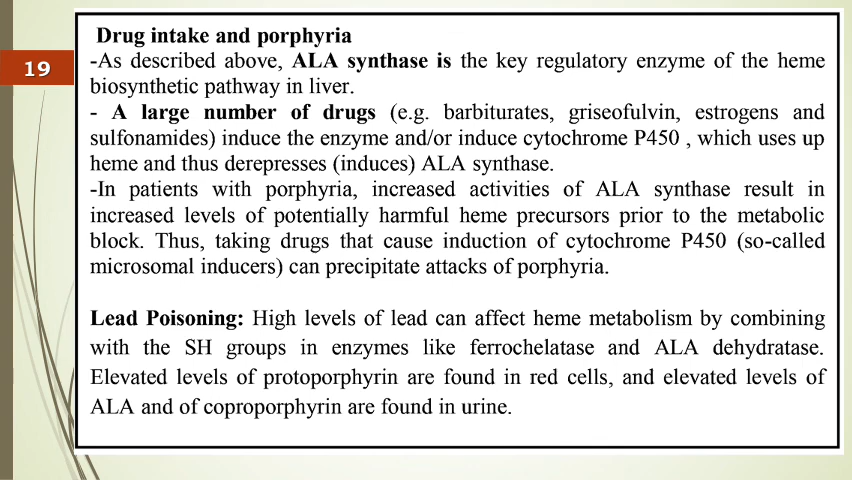 19
Drug intake and porphyria
-As described above, ALA synthase is the key regulatory enzyme of the heme
biosynthetic pathway in liver.
- A large number of drugs (e.g. barbiturates, griseofulvin, estrogens and
sulfonamides) induce the enzyme and/or induce cytochrome P450 , which uses up
heme and thus derepresses (induces) ALA synthase.
-In patients with porphyria, increased activities of ALA synthase result in
increased levels of potentially harmful heme precursors prior to the metabolic
block. Thus, taking drugs that cause induction of cytochrome P450 (so-called
microsomal inducers) can precipitate attacks of porphyria.
Lead Poisoning: High levels of lead can affect heme metabolism by combining
with the SH groups in enzymes like ferrochelatase and ALA dehydratase.
Elevated levels of protoporphyrin are found in red cells, and elevated levels of
ALA and of coproporphyrin are found in urine.